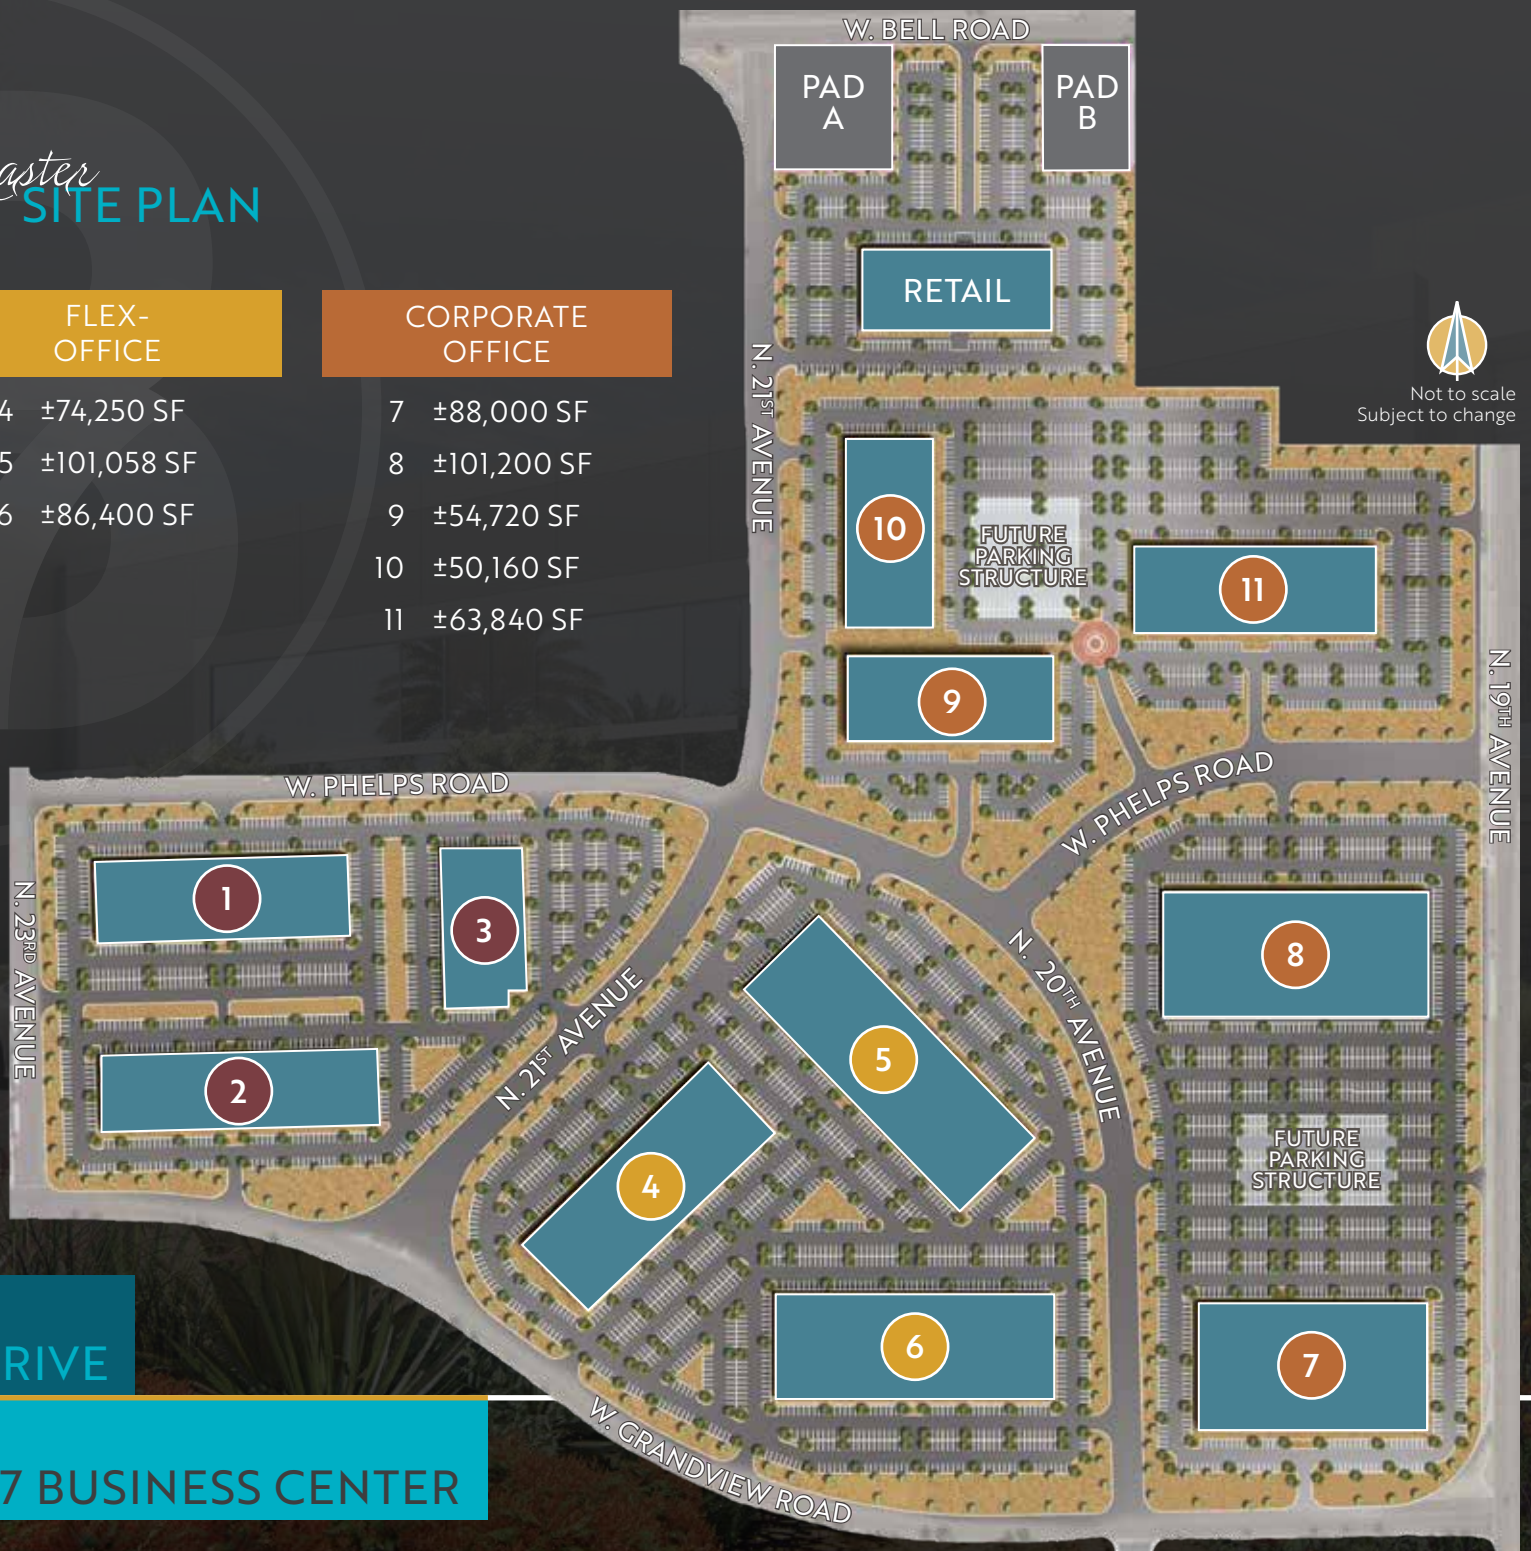 W. BELL ROAD
PAD
A
PAD
B
SITE PLAN
RETAIL
FLEX-
OFFICE
4 ±74,250 SF
5 ±101,058 SF
6 ±86,400 SF
CORPORATE
OFFICE
7 ±88,000 SF
8 ±101,200 SF
9 ±54,720 SF
10 ±50,160 SF
11 ±63,840 SF
Not to scale
Subject to change
N. 21ST AVENUE
10
FUTURE
PARKING
STRUCTURE
11
9
N. 19TH AVENUE
W. PHELPS ROAD
W. PHELPS ROAD
1
3
N. 23RD AVENUE
2
N. 21ST AVENUE
5
4
N. 20TH AVENUE
8
FUTURE
PARKING
STRUCTURE
6
7
W. GRANDVIEW ROAD
RIVE
7 BUSINESS CENTER